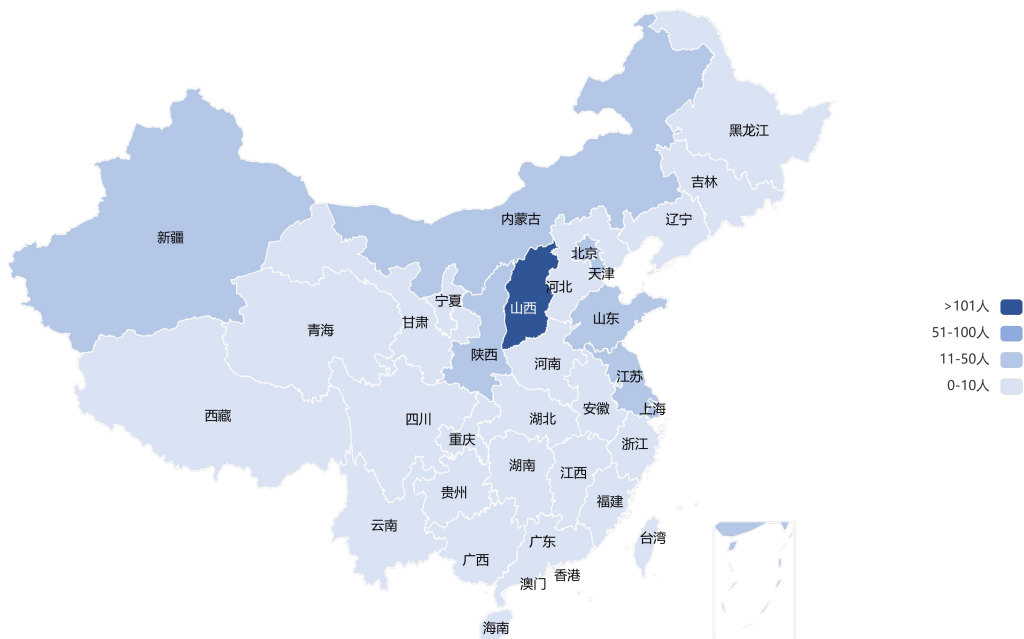 黑龙江
吉林
辽宁
内蒙古
新疆
北京
天津
河北
宁夏
山西
甘肃
青海
山东
陕西
河南
江苏
上海
安徽
西藏
四川
湖北
重庆
浙江
湖南
江西
贵州
福建
云南
广东
台湾
广西
香港
澳门
海南
>101人
51-100人
11-50人
0-10人